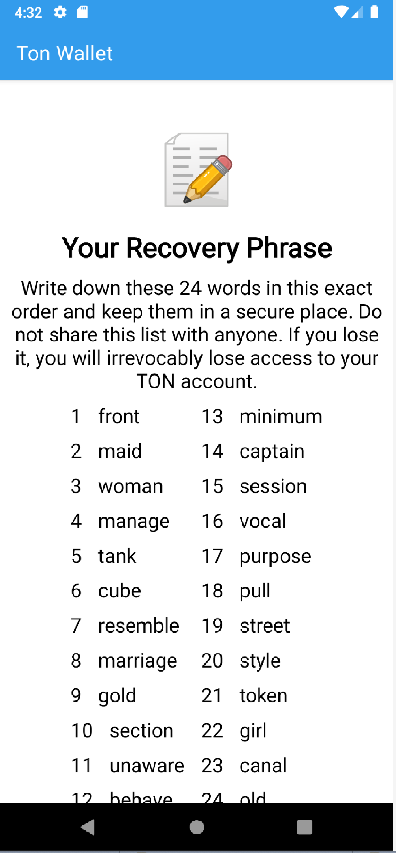 4:32
Ton Wallet
Your Recovery Phrase
Write down these 24 words in this exact
order and keep them in a secure place. Do
not share this list with anyone. If you lose
it, you will irrevocably lose access to your
TON account.
1 front 13 minimum
2 maid 14 captain
3 woman 15 session
4 manage 16 vocal
5 tank 17 purpose
6 cube 18 pull
7 resemble 19 street
8 marriage 20 style
9 gold 21 token
10 section 22 girl
11 unaware 23 canal
12 behave 24 old